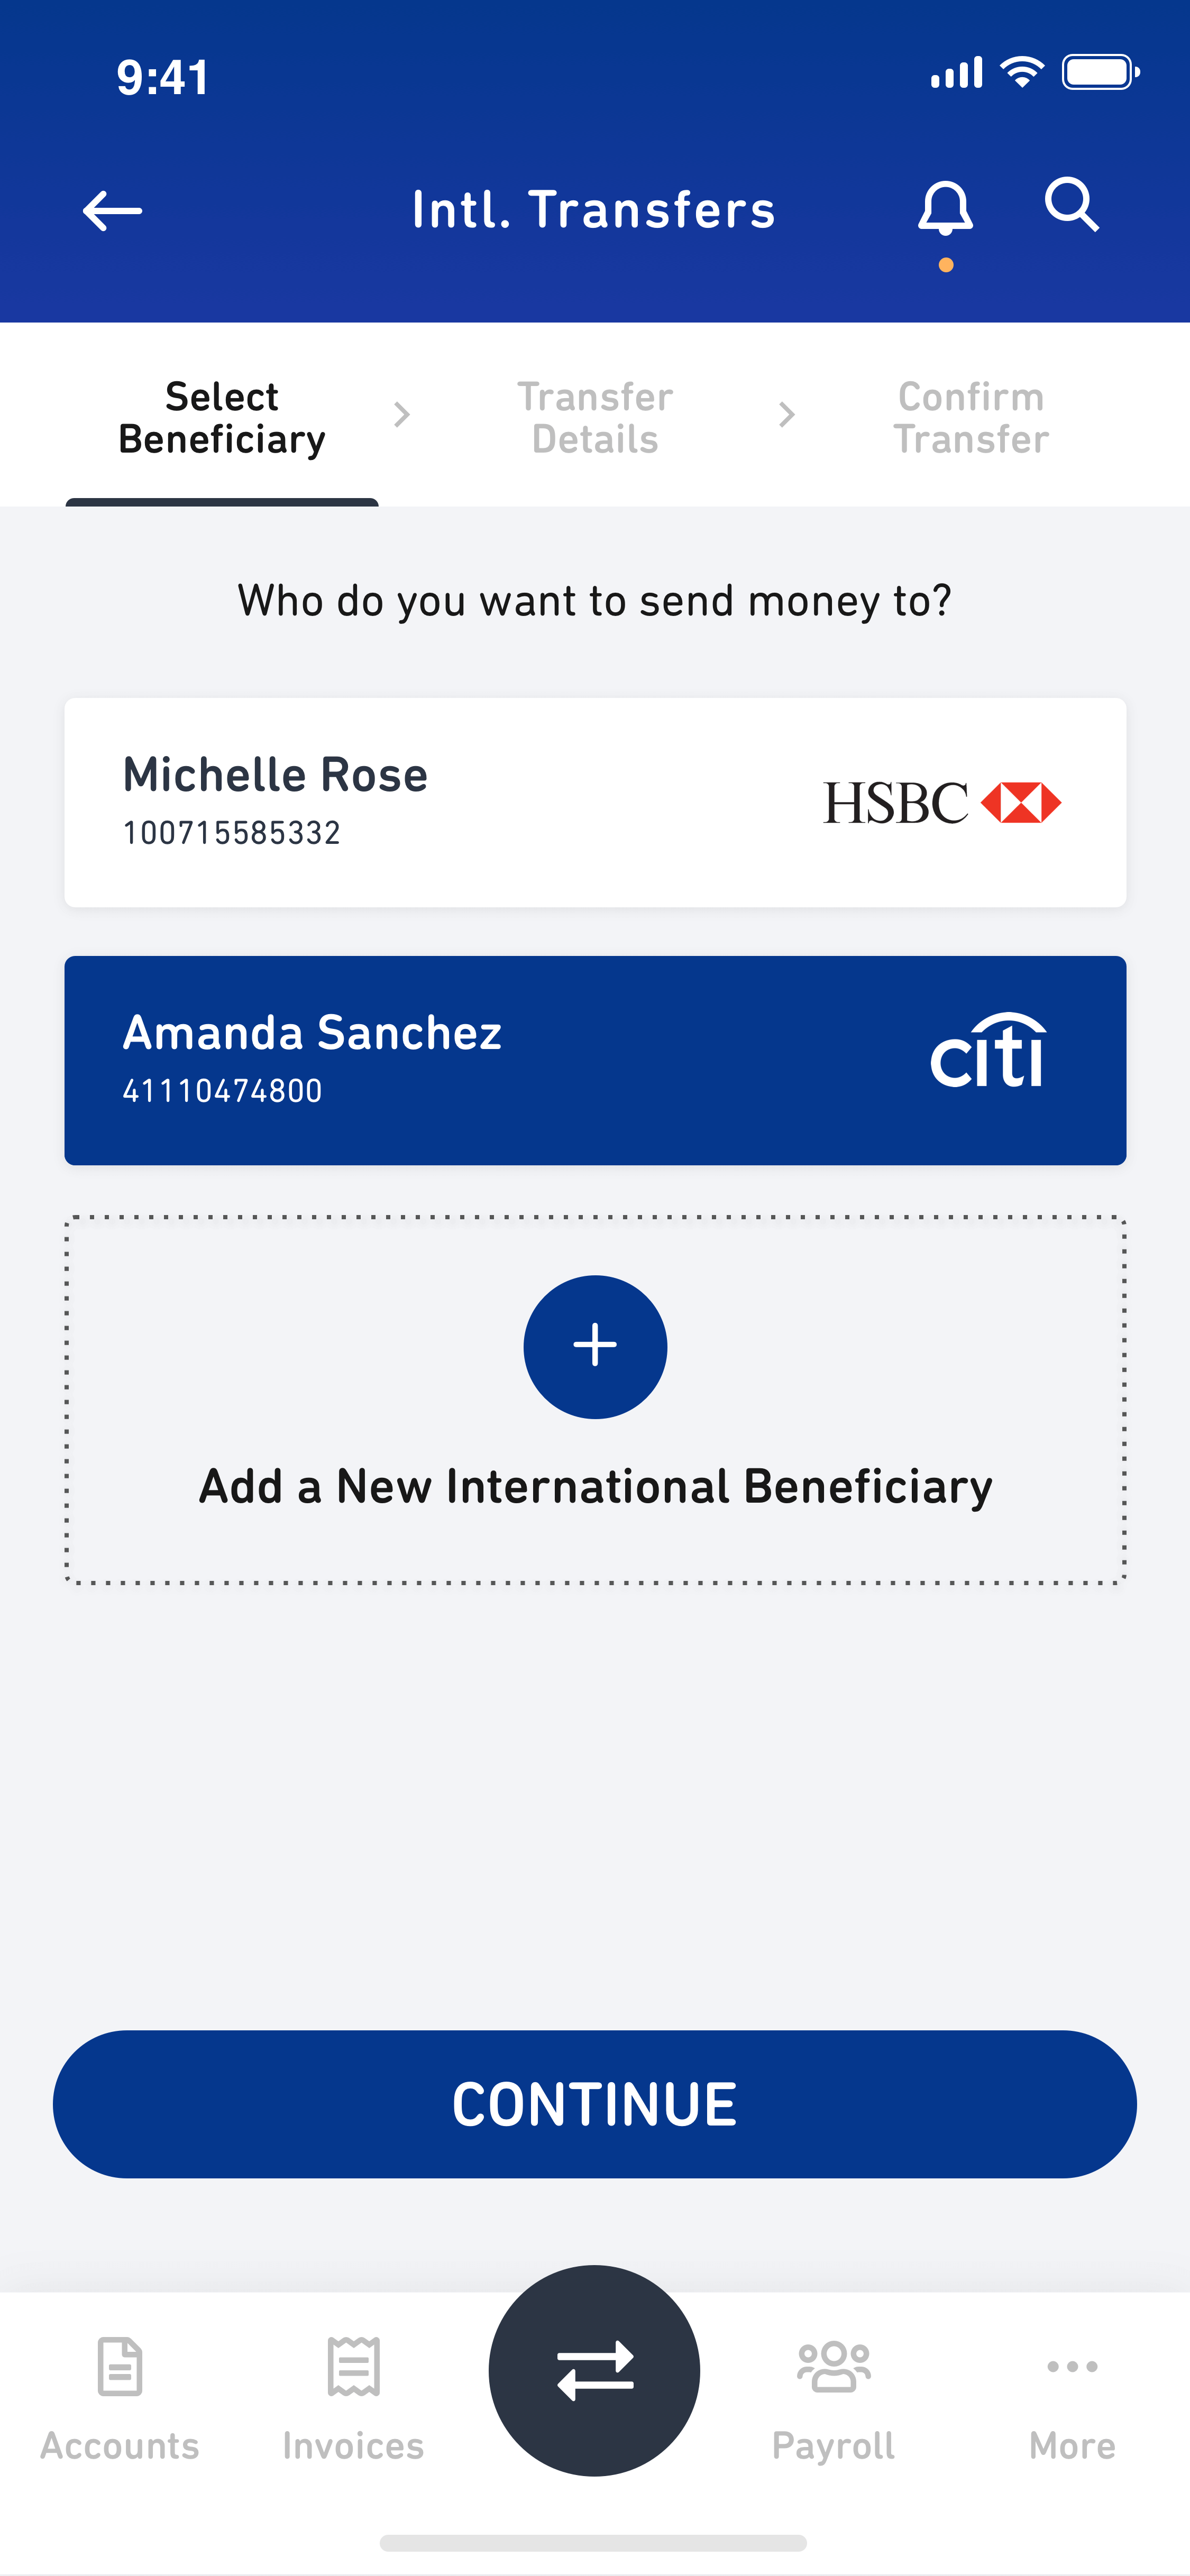 9:41
Intl. Transfers
Select
Beneficiary
Transfer
Details
Confirm
Transfer
Who do you want to send money to?
Michelle Rose
100715585332
HSBC
Amanda Sanchez
41110474800
citi
Add a New International Beneficiary
CONTINUE
Accounts
Invoices
Payroll
More